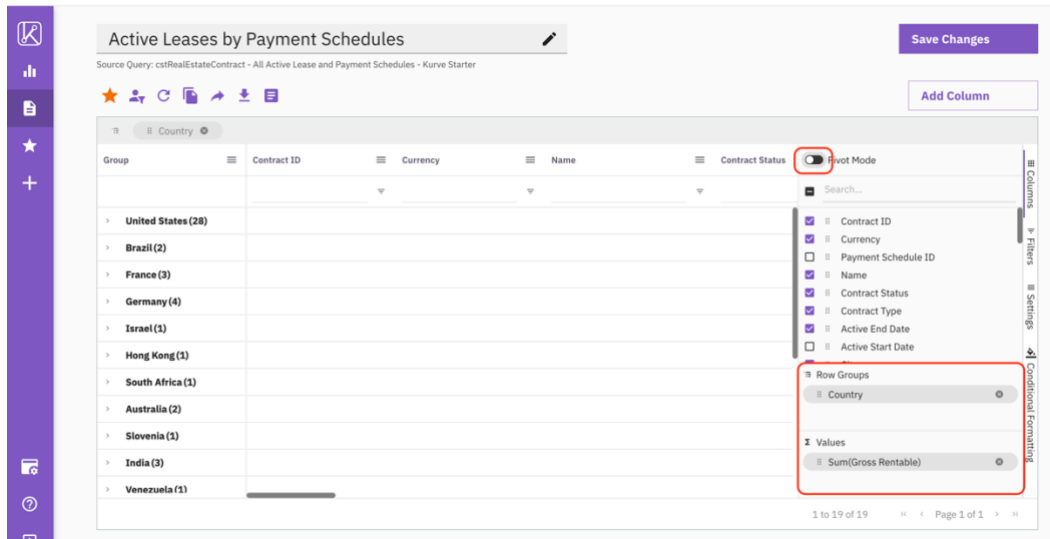 Active Leases by Payment Schedules
Save Changes
Source Query: cstRealEstateContract - All Active Lease and Payment Schedules - Kurve Starter
Add Column
Country
Group
Contract ID
Currency
Name
Contract Status
Pivot Mode
Search...
United States (28)
Brazil (2)
France (3)
Germany (4)
Israel (1)
Hong Kong (1)
South Africa (1)
Australia (2)
Slovenia (1)
India (3)
Venezuela (1)
Contract ID
Currency
Payment Schedule ID
Name
Contract Status
Contract Type
Active End Date
Active Start Date
Row Groups
Country
Values
Sum(Gross Rentable)
Columns
Filters
Settings
Conditional Formatting
1 to 19 of 19
Page 1 of 1